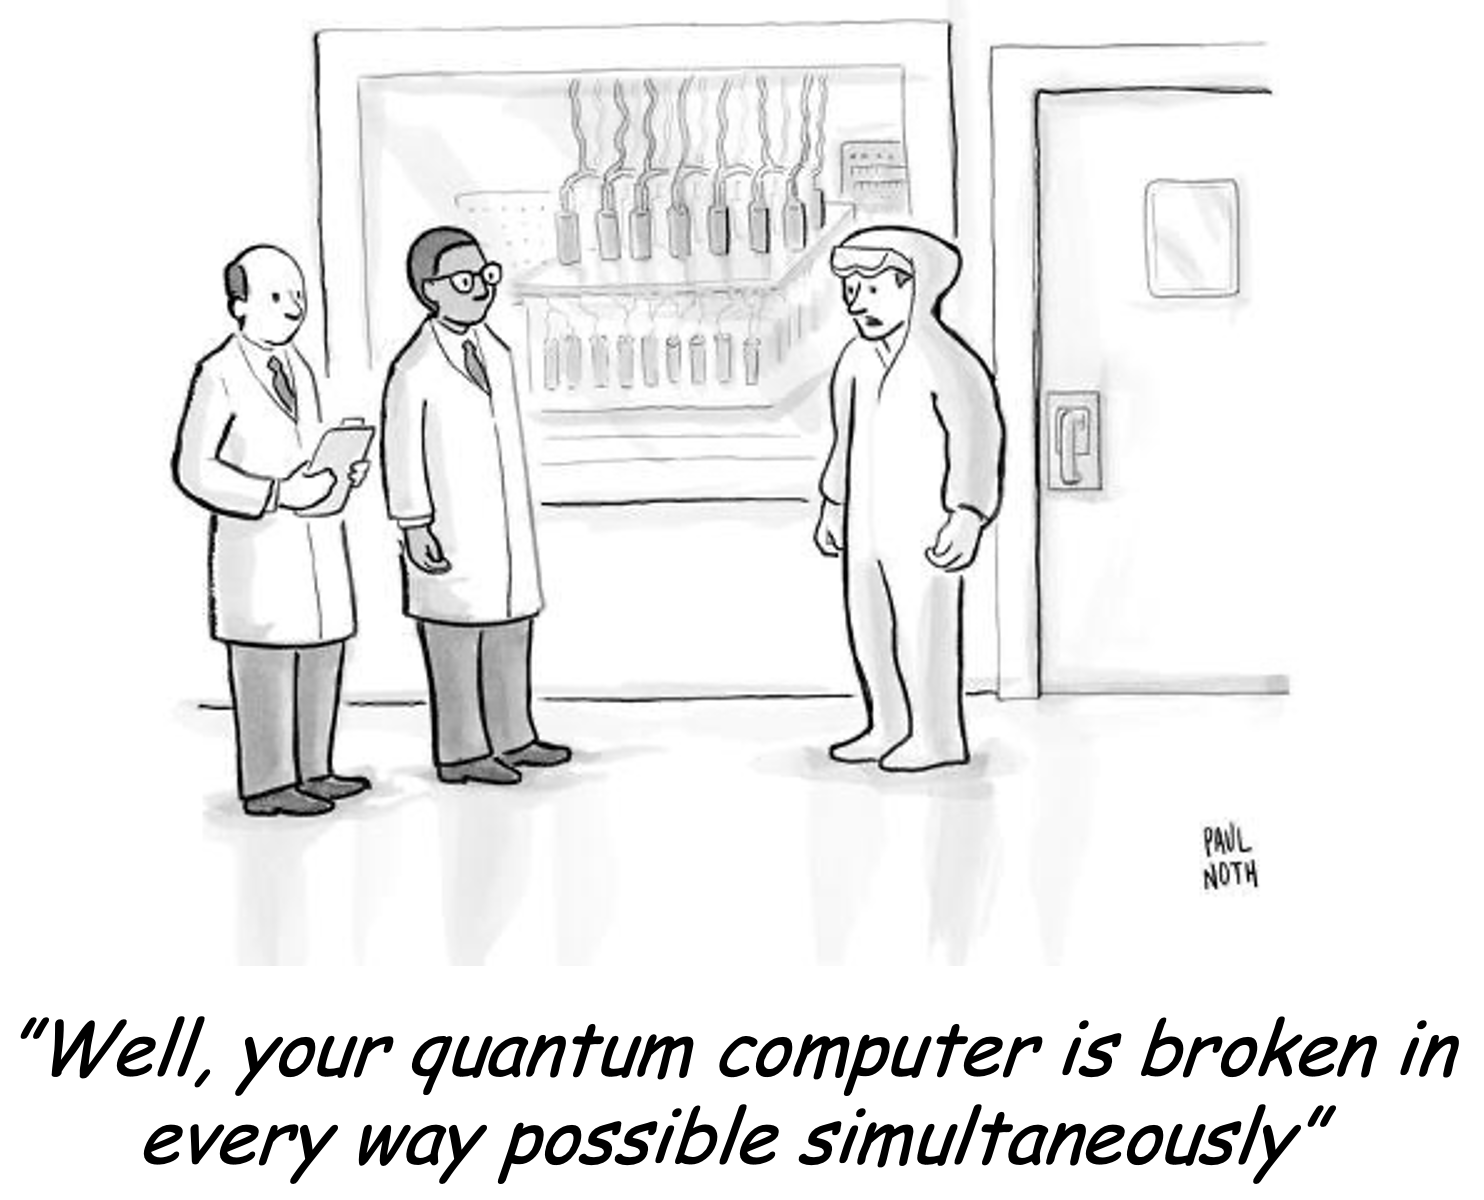 PAUL
NOTH
"Well, your quantum computer is broken in
every way possible simultaneously"